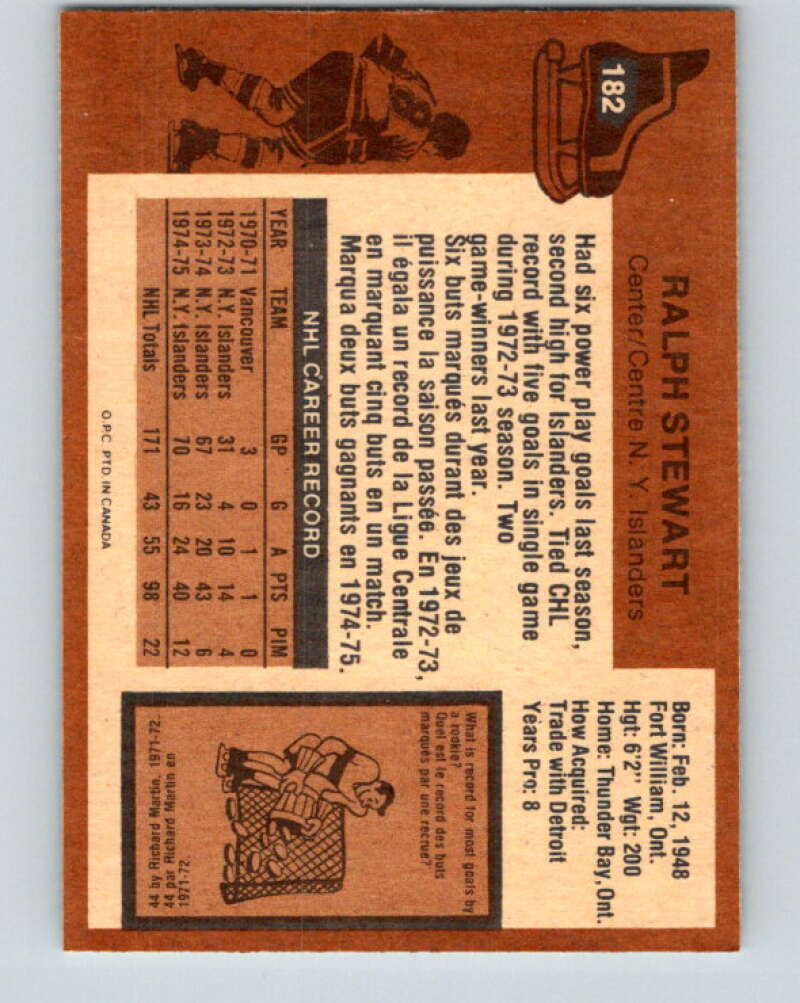 182
RALPH STEWART
Center/Centre N. Y. Islanders
Born: Feb. 12, 1948
Fort William, Ont.
Hgt: 6'2" Wgt: 200
Home: Thunder Bay, Ont.
How Acquired:
Trade with Detroit
Years Pro: 8
Had six power play goals last season,
second high for Islanders. Tied CHL
record with five goals in single game
during 1972-73 season. Two
game-winners last year.
Six buts marqués durant des jeux de
puissance la saison passée. En 1972-73,
il égala un record de la Ligue Centrale
en marquant cinq buts en un match.
Marqua deux buts gagnants en 1974-75.
NHL CAREER RECORD
YEAR TEAM GP G A PTS PIM
1970-71 Vancouver 3 0 1 1 0
1972-73 N.Y. Islanders 31 4 10 14 4
1973-74 N.Y. Islanders 67 23 20 43 6
1974-75 N.Y. Islanders 70 16 24 40 12
NHL Totals 171 43 55 98 22
What is record for most goals by
a rookie?
Quel est le record des buts
marqués par une recrue?
44 by Richard Martin, 1971-72.
44 par Richard Martin en
1971-72.
8
O.P.C. PTD. IN CANADA